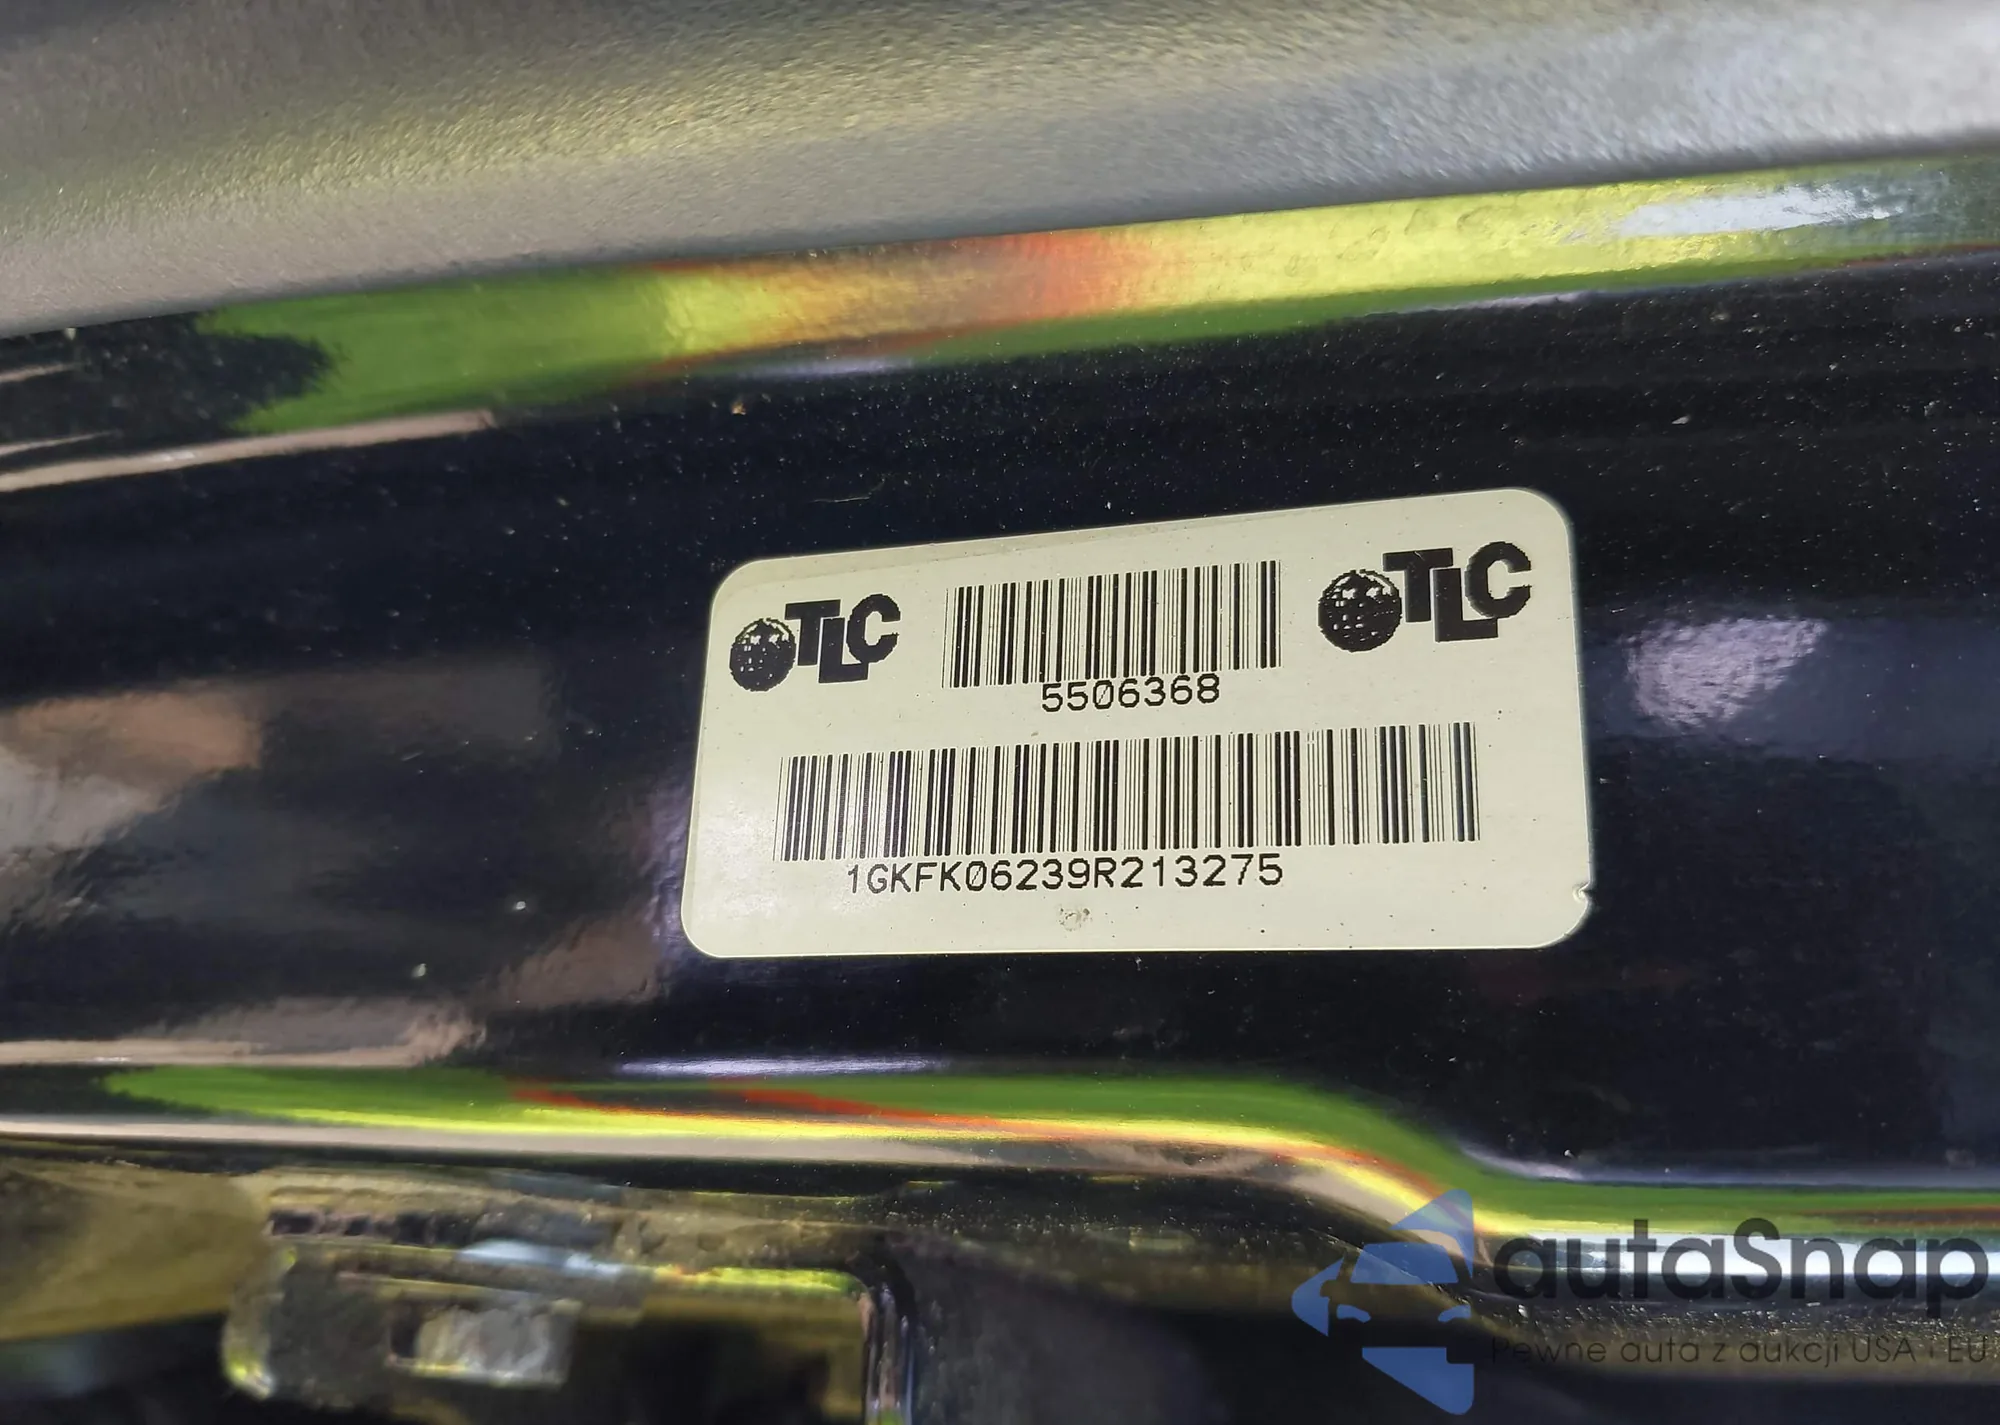 TLC
TLC
5506368
1GKFK06239R213275
autaSnap
Pewne auta z aukcji USA i EU